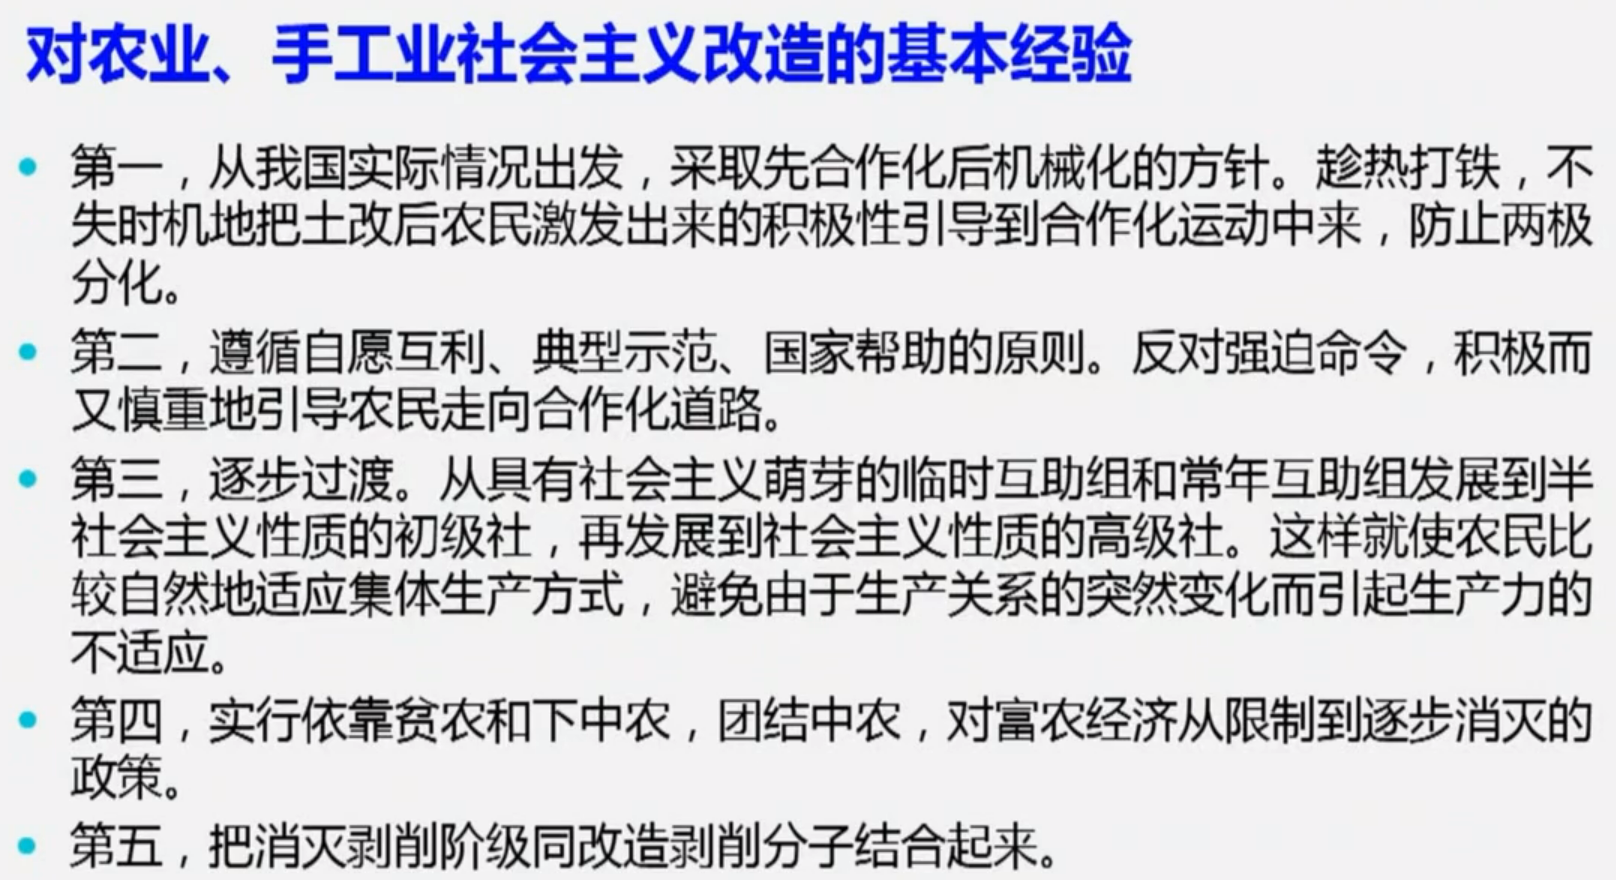 对农业、手工业社会主义改造的基本经验
第一，从我国实际情况出发，采取先合作化后机械化的方针。趁热打铁，不
失时机地把土改后农民激发出来的积极性引导到合作化运动中来，防止两极
分化。
第二，遵循自愿互利、典型示范、国家帮助的原则。反对强迫命令，积极而
又慎重地引导农民走向合作化道路。
第三，逐步过渡。从具有社会主义萌芽的临时互助组和常年互助组发展到半
社会主义性质的初级社，再发展到社会主义性质的高级社。这样就使农民比
较自然地适应集体生产方式，避免由于生产关系的突然变化而引起生产力的
不适应。
第四，实行依靠贫农和下中农，团结中农，对富农经济从限制到逐步消灭的
政策。
第五，把消灭剥削阶级同改造剥削分子结合起来。